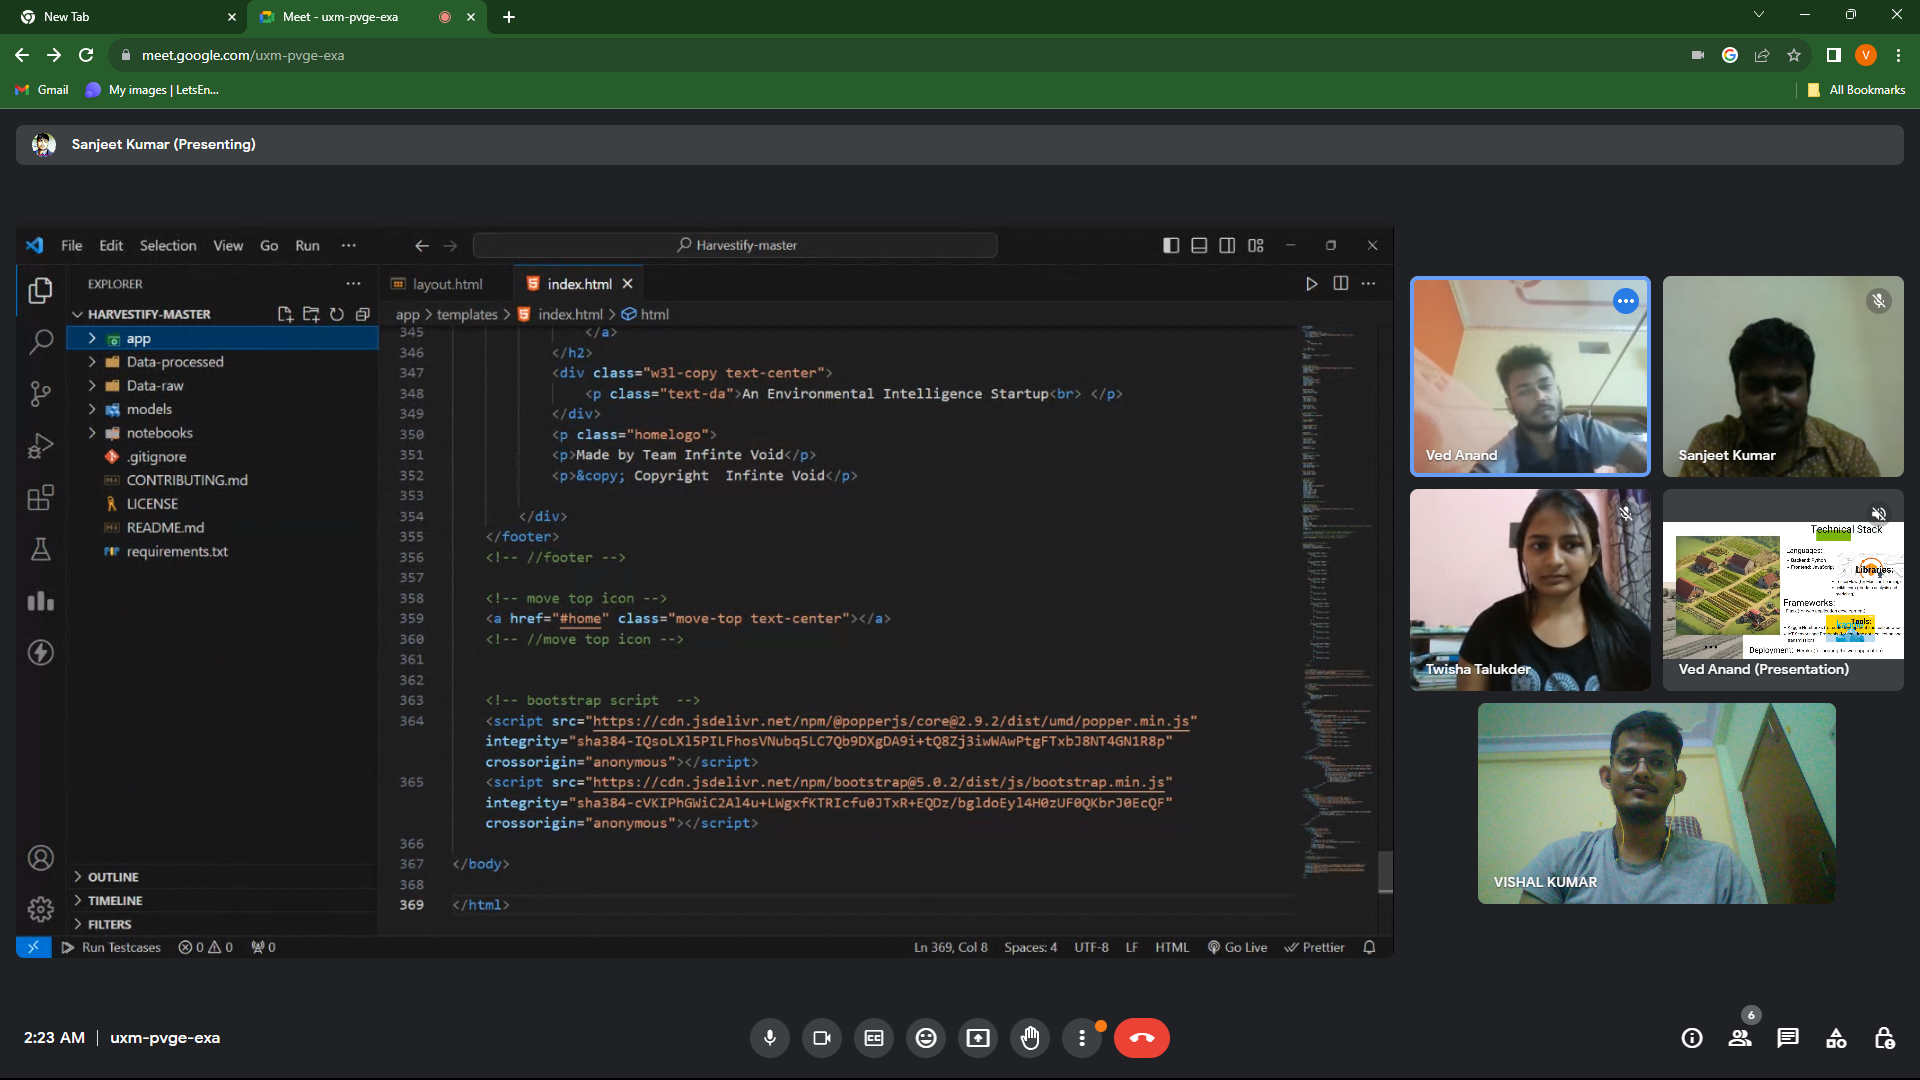 New Tab
Meet - uxm-pvge-exa
meet.google.com/uxm-pvge-exa
V
Gmail
My images | LetsEn...
All Bookmarks
Sanjeet Kumar (Presenting)
File Edit Selection View Go Run
Harvestify-master
EXPLORER
layout.html
index.html
HARVESTIFY-MASTER
app > templates > index.html > html
app
Data-processed
Data-raw
models
notebooks
.gitignore
CONTRIBUTING.md
LICENSE
README.md
requirements.txt
345 </a>
346 </h2>
347 <div class="w3l-copy text-center">
348 <p class="text-da">An Environmental Intelligence Startup<br> </p>
349 </div>
350 <p class="homelogo">
351 <p>Made by Team Infinte Void</p>
352 <p>&copy; Copyright  Infinte Void</p>
353
354 </div>
355 </footer>
356 <!-- //footer -->
357
358 <!-- move top icon -->
359 <a href="#home" class="move-top text-center"></a>
360 <!-- //move top icon -->
361
362
363 <!-- bootstrap script  -->
364 <script src="https://cdn.jsdelivr.net/npm/@popperjs/core@2.9.2/dist/umd/popper.min.js"
integrity="sha384-IQsoLXl5PILFhosVNubq5LC7Qb9DXgDA9i+tQ8Zj3iwWAwPtgFTxbJ8NT4GN1R8p"
crossorigin="anonymous"></script>
365 <script src="https://cdn.jsdelivr.net/npm/bootstrap@5.0.2/dist/js/bootstrap.min.js"
integrity="sha384-cVKIPhGWiC2Al4u+LWgxfKTRIcfu0JTxR+EQDz/bgldoEyl4H0zUF0QKbrJ0EcQF"
crossorigin="anonymous"></script>
366
367 </body>
368
369 </html>
OUTLINE
TIMELINE
FILTERS
Run Testcases 0 0 0
Ln 369, Col 8 Spaces: 4 UTF-8 LF HTML Go Live Prettier
Ved Anand
Sanjeet Kumar
Twisha Talukder
Technical Stack
Languages:
Backend: Python
Frontend: JavaScript
Libraries:
Frameworks:
Tools:
Deployment:
Ved Anand (Presentation)
VISHAL KUMAR
2:23 AM | uxm-pvge-exa
6